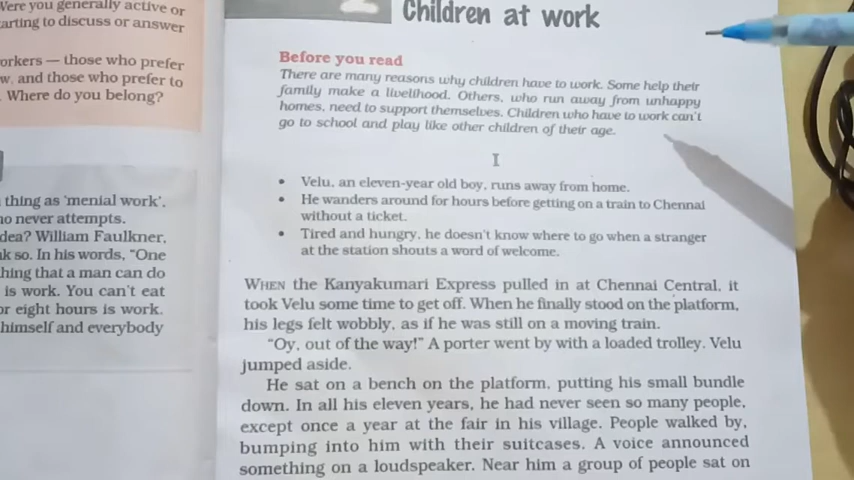 Were you generally active or
arting to discuss or answer
orkers — those who prefer
w, and those who prefer to
. Where do you belong?
thing as 'menial work',
no never attempts.
dea? William Faulkner,
k so. In his words, "One
hing that a man can do
is work. You can't eat
or eight hours is work.
himself and everybody
Children at work
Before you read
There are many reasons why children have to work. Some help their
family make a livelihood. Others, who run away from unhappy
homes, need to support themselves. Children who have to work can't
go to school and play like other children of their age.
I
• Velu, an eleven-year old boy, runs away from home.
• He wanders around for hours before getting on a train to Chennai
without a ticket.
• Tired and hungry, he doesn't know where to go when a stranger
at the station shouts a word of welcome.
WHEN the Kanyakumari Express pulled in at Chennai Central, it
took Velu some time to get off. When he finally stood on the platform,
his legs felt wobbly, as if he was still on a moving train.
"Oy, out of the way!" A porter went by with a loaded trolley. Velu
jumped aside.
He sat on a bench on the platform, putting his small bundle
down. In all his eleven years, he had never seen so many people,
except once a year at the fair in his village. People walked by,
bumping into him with their suitcases. A voice announced
something on a loudspeaker. Near him a group of people sat on